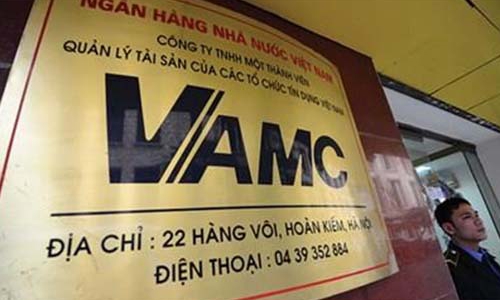 NGÂN HÀNG NHÀ NƯỚC VIỆT NAM
CÔNG TY TNHH MỘT THÀNH VIÊN
QUẢN LÝ TÀI SẢN CỦA CÁC TỔ CHỨC TÍN DỤNG VIỆT NAM
VAMC
ĐỊA CHỈ : 22 HÀNG VÔI, HOÀN KIẾM, HÀ NỘI
ĐIỆN THOẠI : 04 39 352 884